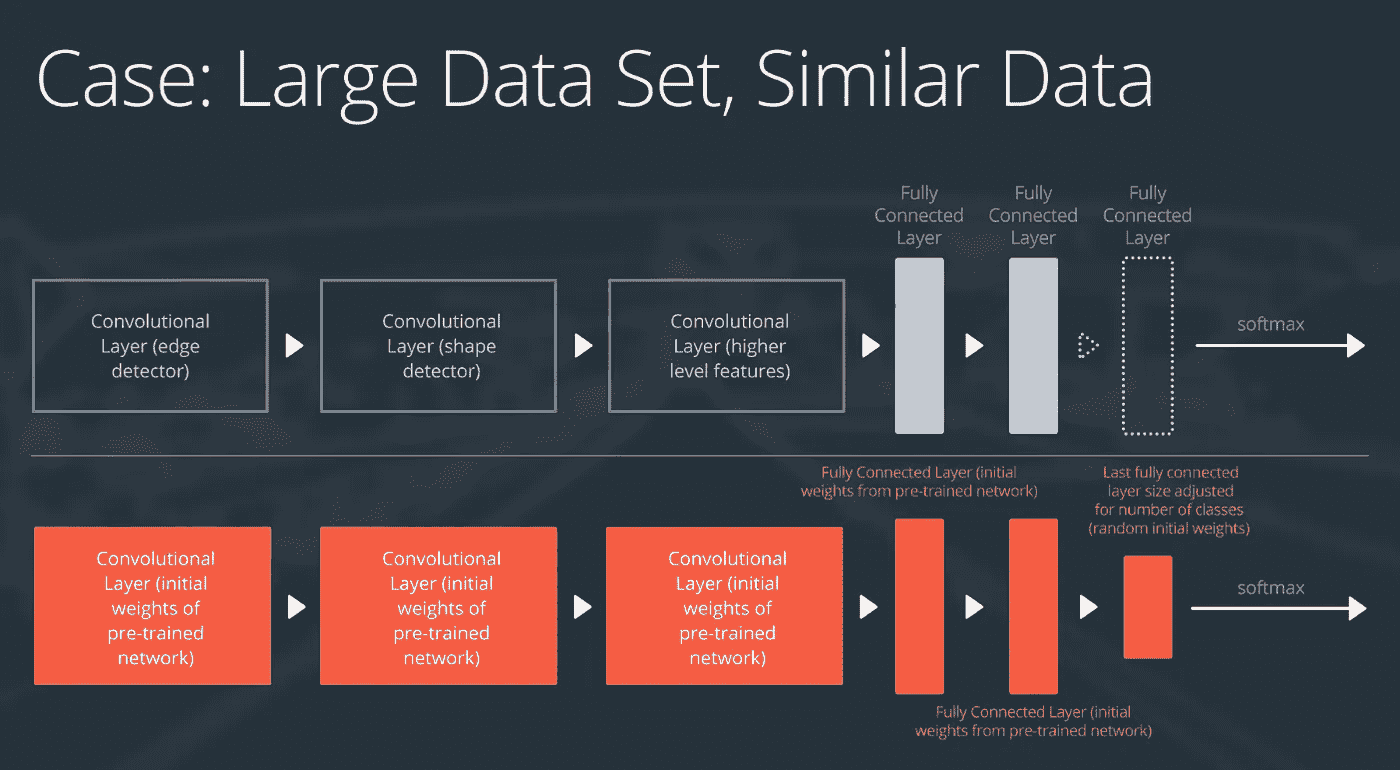 Case: Large Data Set, Similar Data
Fully
Connected
Layer
Fully
Connected
Layer
Fully
Connected
Layer
Convolutional
Layer (edge
detector)
Convolutional
Layer (shape
detector)
Convolutional
Layer (higher
level features)
softmax
Fully Connected Layer (initial
weights from pre-trained network)
Last fully connected
layer size adjusted
for number of classes
(random initial weights)
Convolutional
Layer (initial
weights of
pre-trained
network)
Convolutional
Layer (initial
weights of
pre-trained
network)
Convolutional
Layer (initial
weights of
pre-trained
network)
softmax
Fully Connected Layer (initial
weights from pre-trained network)